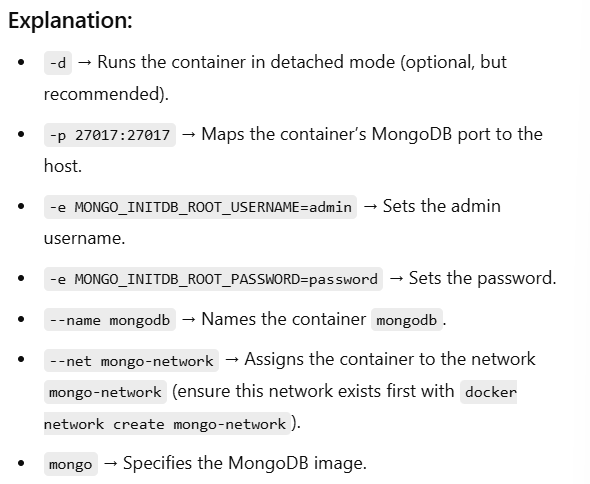 Explanation:
-d → Runs the container in detached mode (optional, but
recommended).
-p 27017:27017 → Maps the container’s MongoDB port to the
host.
-e MONGO_INITDB_ROOT_USERNAME=admin → Sets the admin
username.
-e MONGO_INITDB_ROOT_PASSWORD=password → Sets the password.
--name mongodb → Names the container mongodb.
--net mongo-network → Assigns the container to the network
mongo-network (ensure this network exists first with docker
network create mongo-network).
mongo → Specifies the MongoDB image.